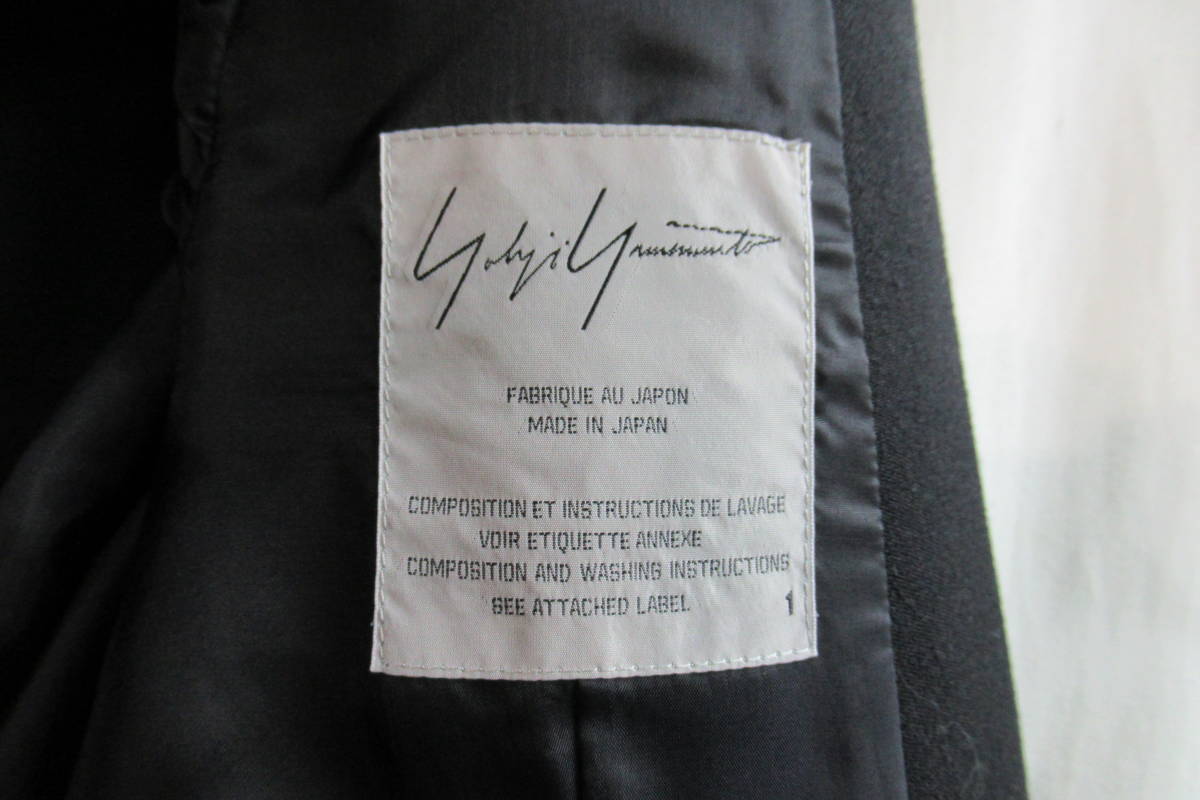 Yohji Yamamoto
FABRIQUE AU JAPON
MADE IN JAPAN
COMPOSITION ET INSTRUCTIONS DE LAVAGE
VOIR ETIQUETTE ANNEXE
COMPOSITION AND WASHING INSTRUCTIONS
SEE ATTACHED LABEL 1